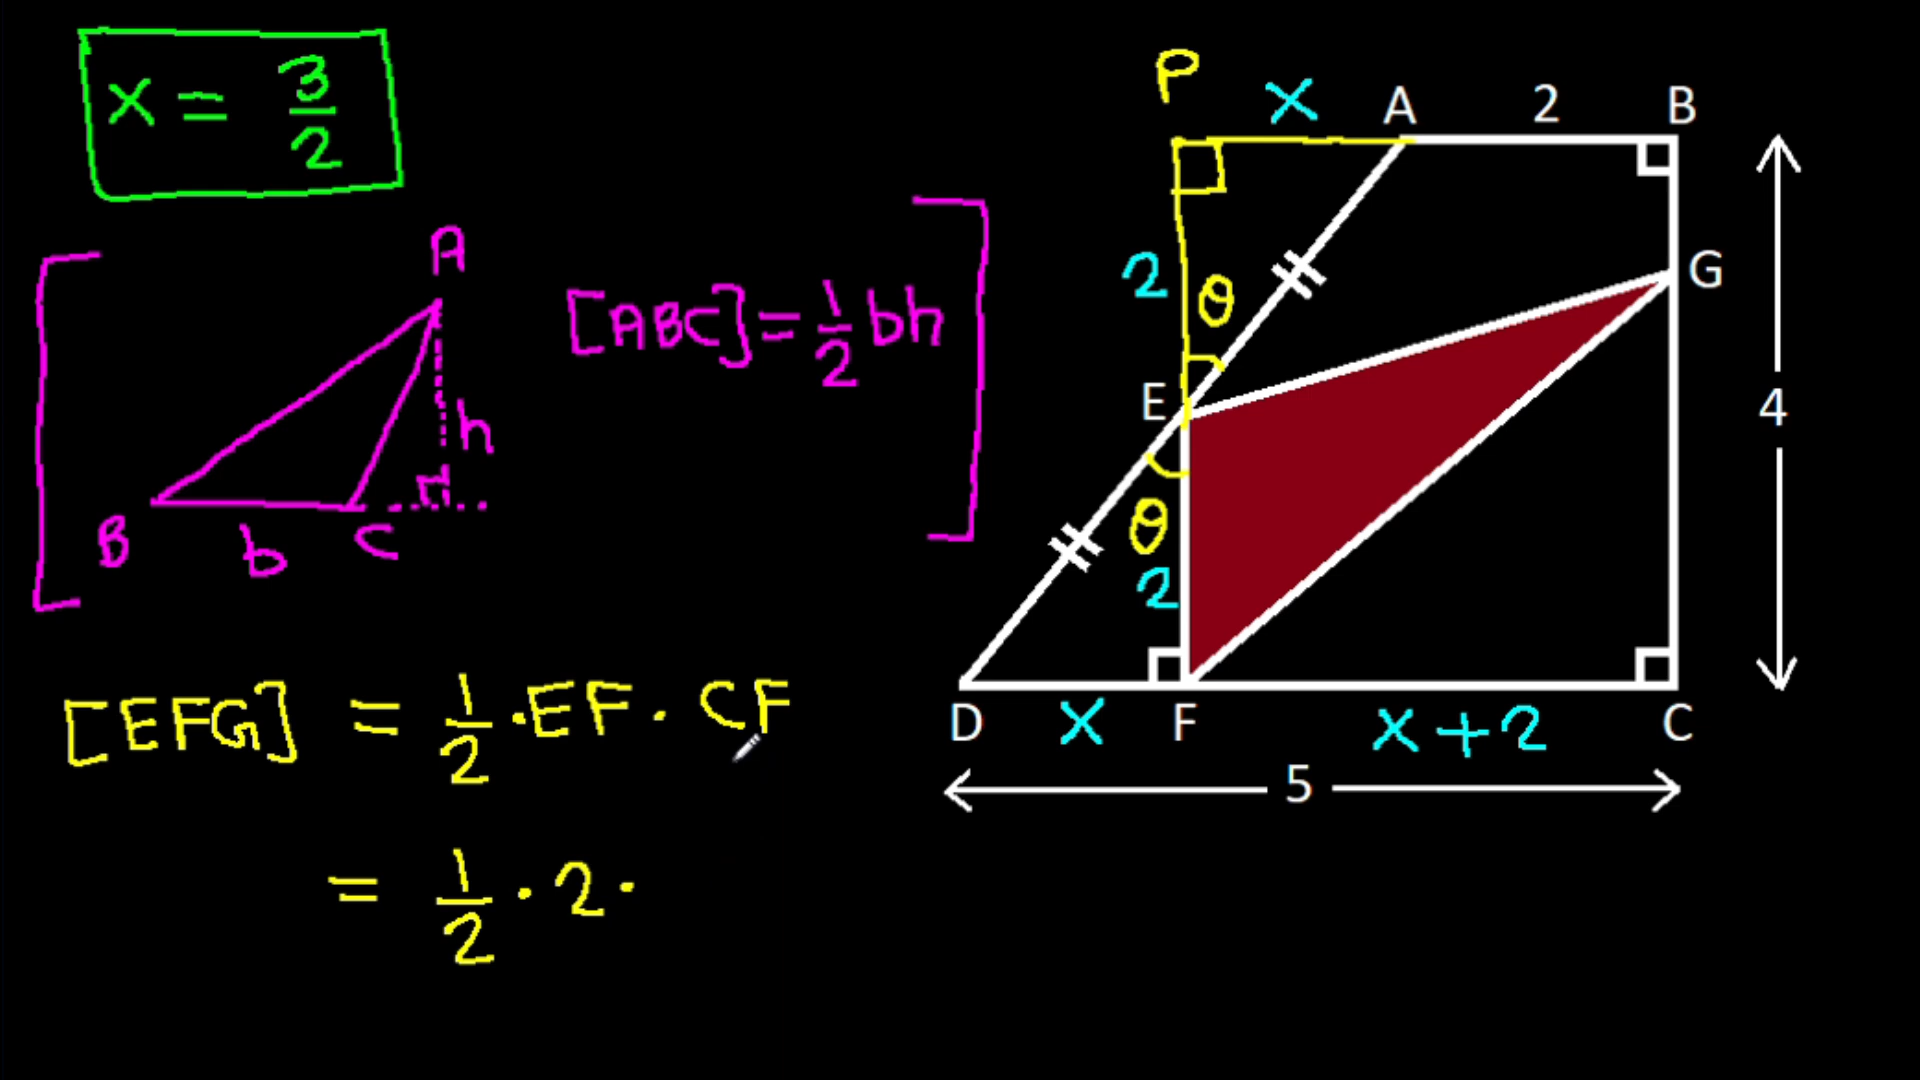 x = 3/2
A
h
B
b
C
[ABC] = 1/2 bh
[EFG] = 1/2 · EF · CF
= 1/2 · 2 ·
P
x
A
2
B
2
θ
G
E
4
θ
2
D
x
F
x+2
C
5